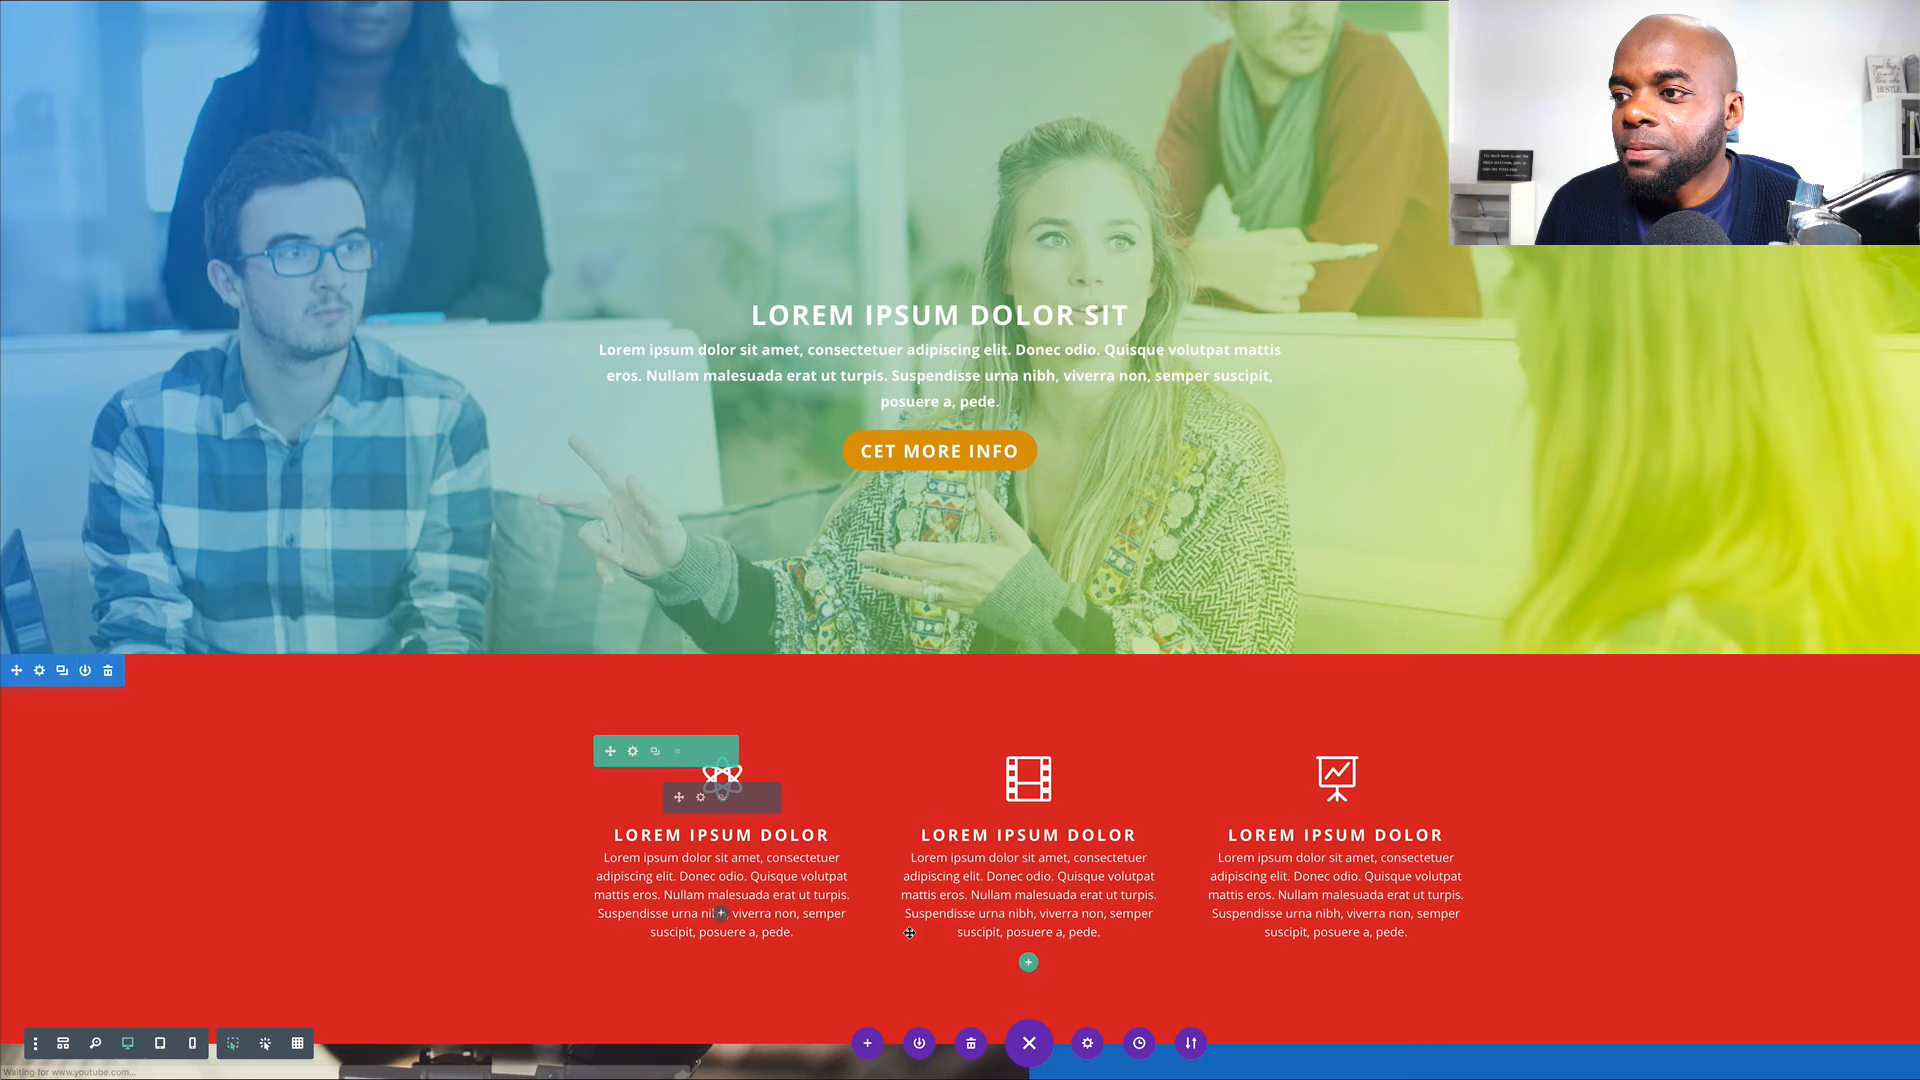 LOREM IPSUM DOLOR SIT
Lorem ipsum dolor sit amet, consectetuer adipiscing elit. Donec odio. Quisque volutpat mattis
eros. Nullam malesuada erat ut turpis. Suspendisse urna nibh, viverra non, semper suscipit,
posuere a, pede.
CET MORE INFO
LOREM IPSUM DOLOR
Lorem ipsum dolor sit amet, consectetuer
adipiscing elit. Donec odio. Quisque volutpat
mattis eros. Nullam malesuada erat ut turpis.
Suspendisse urna viverra non, semper
suscipit, posuere a, pede.
LOREM IPSUM DOLOR
Lorem ipsum dolor sit amet, consectetuer
adipiscing elit. Donec odio. Quisque volutpat
mattis eros. Nullam malesuada erat ut turpis.
Suspendisse urna nibh, viverra non, semper
suscipit, posuere a, pede.
LOREM IPSUM DOLOR
Lorem ipsum dolor sit amet, consectetuer
adipiscing elit. Donec odio. Quisque volutpat
mattis eros. Nullam malesuada erat ut turpis.
Suspendisse urna nibh, viverra non, semper
suscipit, posuere a, pede.
Waiting for www.youtube.com...